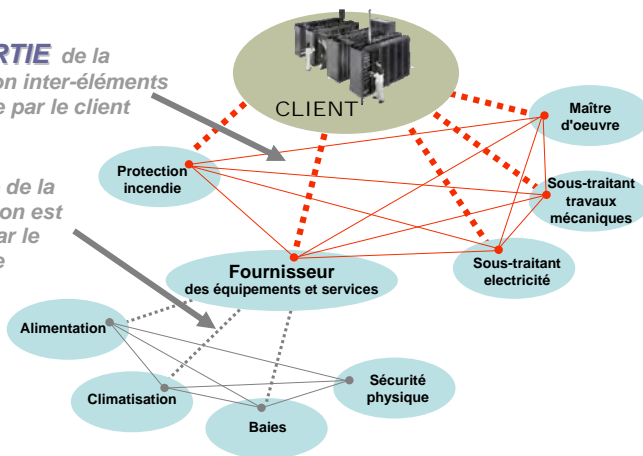 RTIE de la
on inter-éléments
e par le client
CLIENT
Maître
d'oeuvre
Protection
incendie
de la
on est
ar le
e
Sous-traitant
travaux
mécaniques
Sous-traitant
electricité
Fournisseur
des équipements et services
Alimentation
Climatisation
Baies
Sécurité
physique